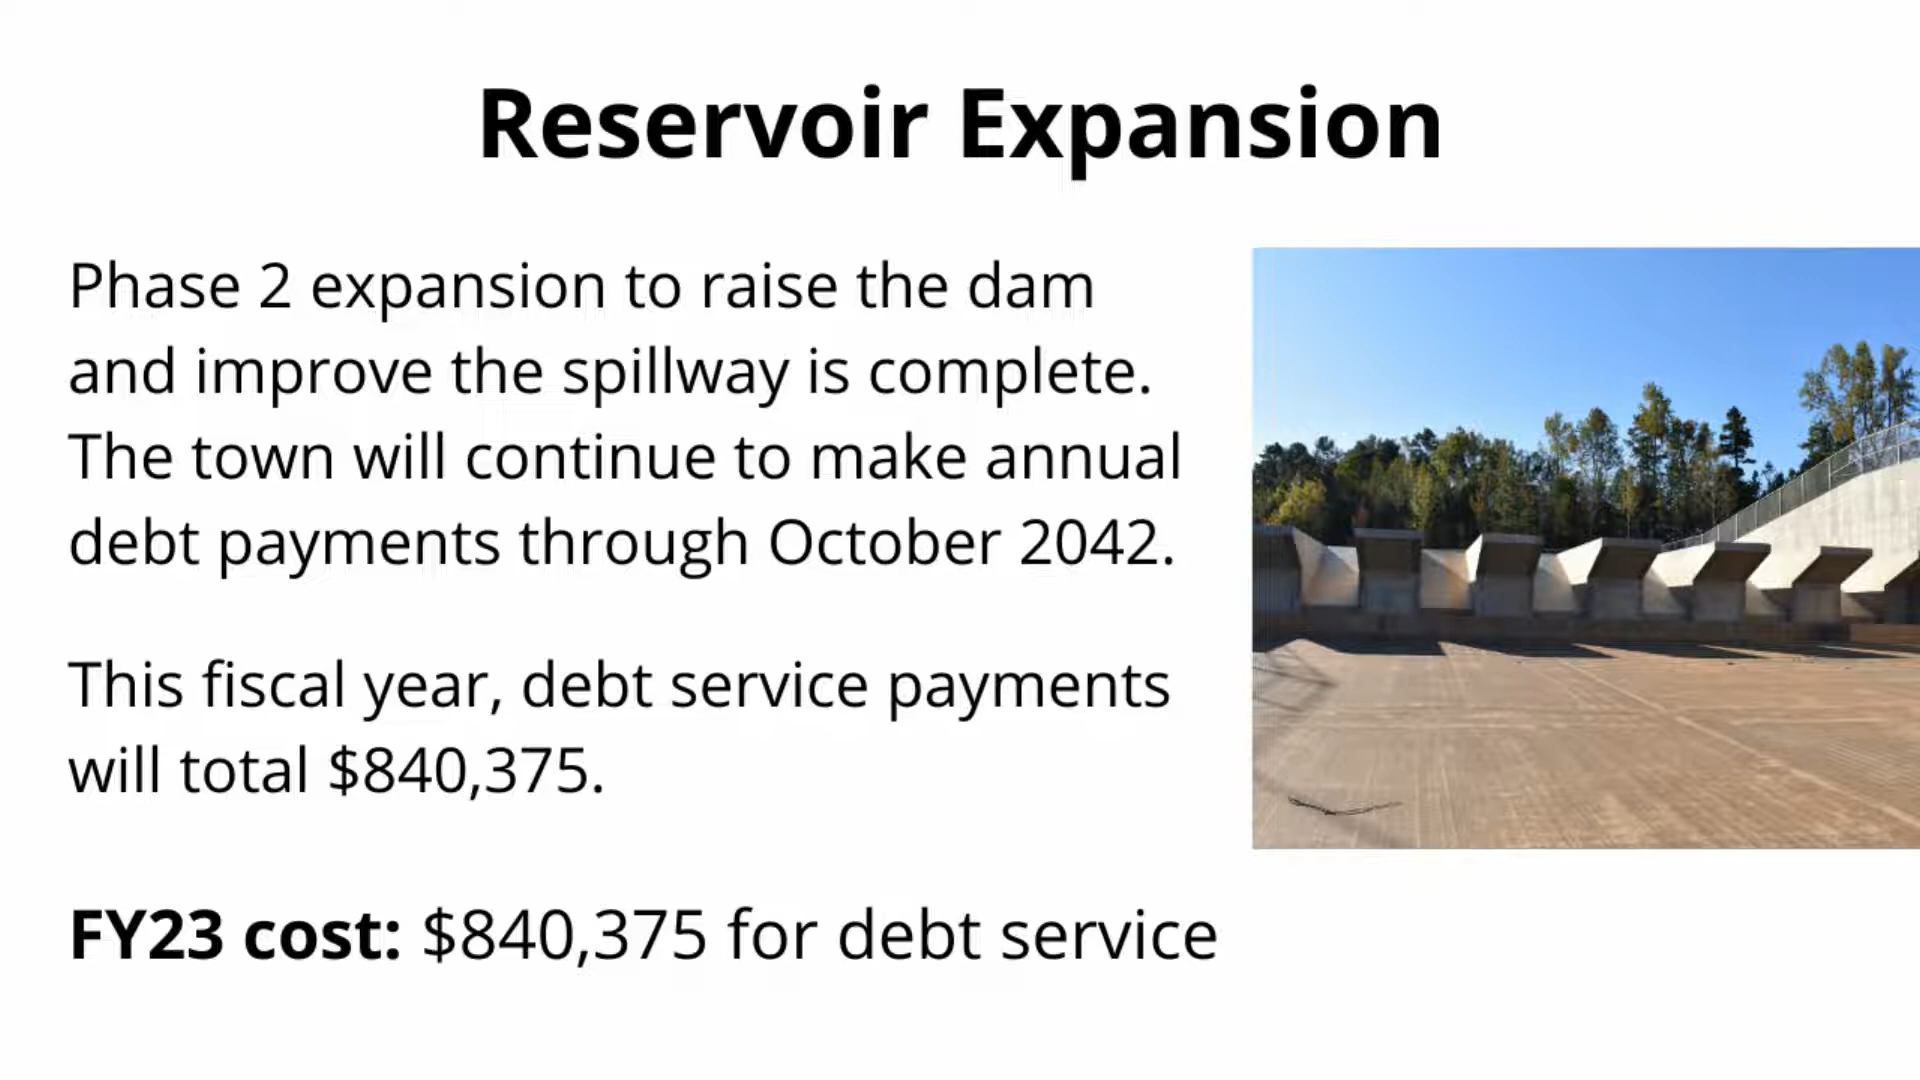 Reservoir Expansion
Phase 2 expansion to raise the dam
and improve the spillway is complete.
The town will continue to make annual
debt payments through October 2042.
This fiscal year, debt service payments
will total $840,375.
FY23 cost: $840,375 for debt service